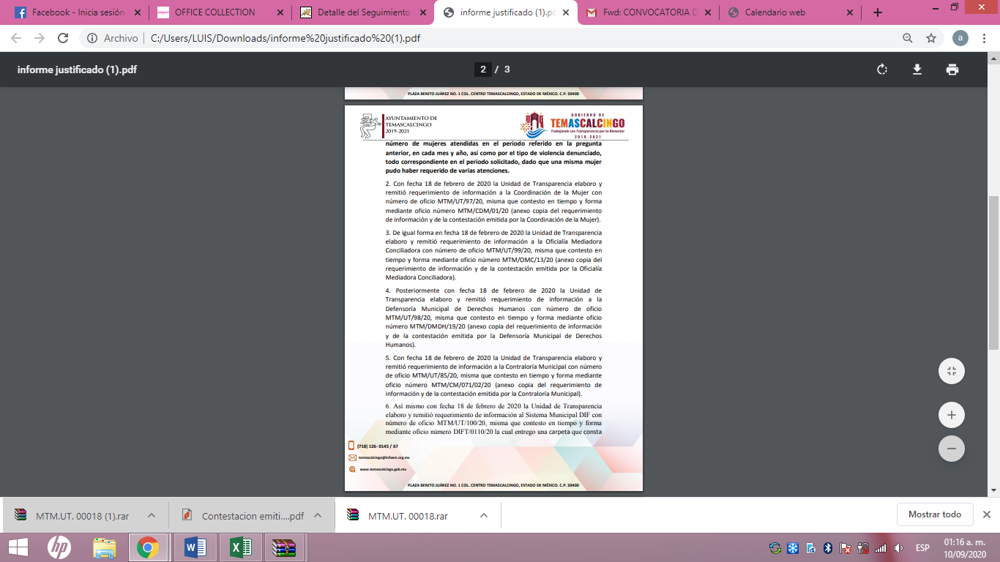 Facebook - Inicia sesión
OFFICE COLLECTION
Detalle del Seguimiento
informe justificado (1).pd
Fwd: CONVOCATORIA D
Calendario web
Archivo
C:/Users/LUIS/Downloads/informe%20justificado%20(1).pdf
a
informe justificado (1).pdf
2 / 3
PLAZA BENITO JUÁREZ NO. 1 COL. CENTRO TEMASCALONGO, ESTADO DE MÉXICO. C.P. 50400
AYUNTAMIENTO DE
TEMASCALCINGO
2019-2021
GOBIERNO DE
TEMASCALCINGO
Trabajando con Transparencia por tu Bienestar
2019-2021
número de mujeres atendidas en el periodo referido en la pregunta
anterior, en cada mes y año, así como por el tipo de violencia denunciado,
todo correspondiente en el periodo solicitado, dado que una misma mujer
pudo haber requerido de varias atenciones.
2. Con fecha 18 de febrero de 2020 la Unidad de Transparencia elaboro y
remitió requerimiento de información a la Coordinación de la Mujer con
número de oficio MTM/UT/97/20, misma que contesto en tiempo y forma
mediante oficio número MTM/CDM/01/20 (anexo copia del requerimiento
de información y de la contestación emitida por la Coordinación de la Mujer).
3. De igual forma en fecha 18 de febrero de 2020 la Unidad de Transparencia
elaboro y remitió requerimiento de información a la Oficialía Mediadora
Conciliadora con número de oficio MTM/UT/99/20, misma que contesto en
tiempo y forma mediante oficio número MTM/OMC/13/20 (anexo copia del
requerimiento de información y de la contestación emitida por la Oficialía
Mediadora Conciliadora).
4. Posteriormente con fecha 18 de febrero de 2020 la Unidad de
Transparencia elaboro y remitió requerimiento de información a la
Defensoría Municipal de Derechos Humanos con número de oficio
MTM/UT/98/20, misma que contesto en tiempo y forma mediante oficio
número MTM/DMDH/19/20 (anexo copia del requerimiento de información
y de la contestación emitida por la Defensoría Municipal de Derechos
Humanos).
5. Con fecha 18 de febrero de 2020 la Unidad de Transparencia elaboro y
remitió requerimiento de información a la Contraloría Municipal con número
de oficio MTM/UT/85/20, misma que contesto en tiempo y forma mediante
oficio número MTM/CM/071/02/20 (anexo copia del requerimiento de
información y de la contestación emitida por la Contraloría Municipal).
6. Así mismo con fecha 18 de febrero de 2020 la Unidad de Transparencia
elaboro y remitió requerimiento de información al Sistema Municipal DIF con
número de oficio MTM/UT/100/20, misma que contesto en tiempo y forma
mediante oficio número DIFT/0110/20 la cual entrego una carpeta que consta
(718) 126- 0145 / 67
temascalcingo@infoem.org.mx
www.temascalcingo.gob.mx
PLAZA BENITO JUÁREZ NO. 1 COL. CENTRO TEMASCALONGO, ESTADO DE MÉXICO. C.P. 50400
MTM.UT. 00018 (1).rar
Contestacion emiti....pdf
MTM.UT. 00018.rar
Mostrar todo
ESP
01:16 a. m.
10/09/2020